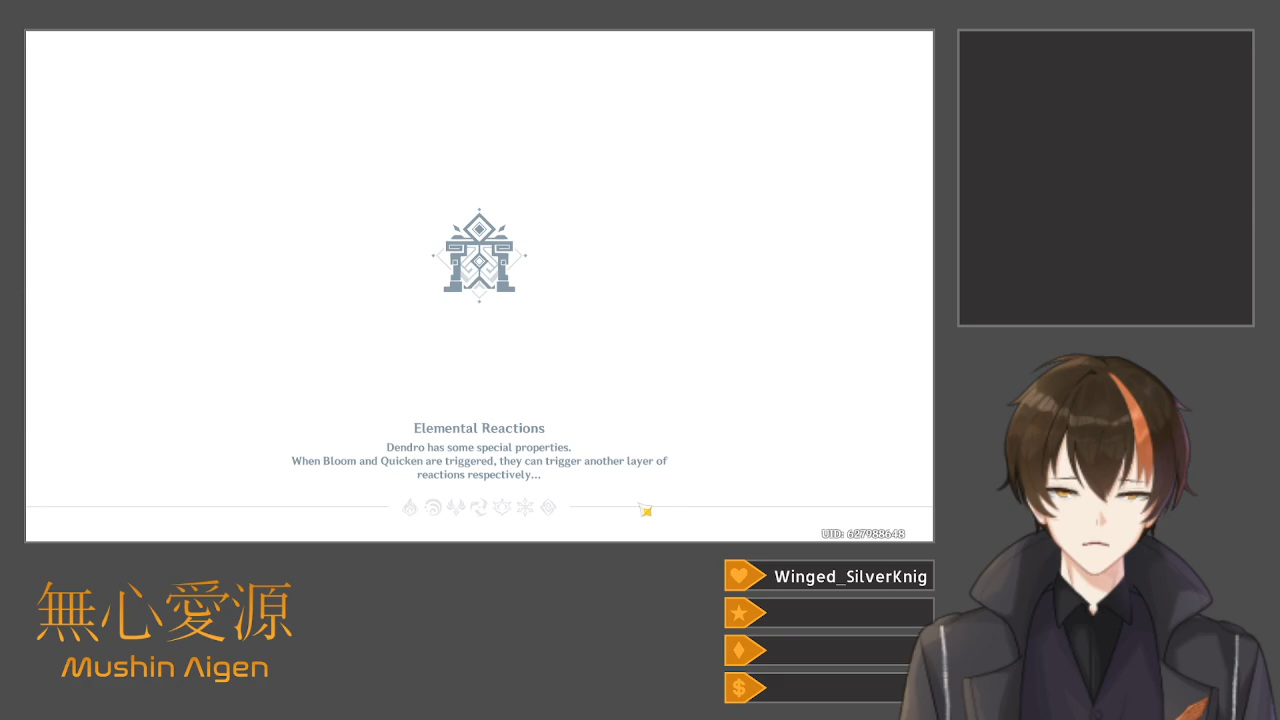 Elemental Reactions
Dendro has some special properties.
When Bloom and Quicken are triggered, they can trigger another layer of
reactions respectively...
UID: 627988648
無心愛源
Mushin Aigen
Winged_SilverKnig
$